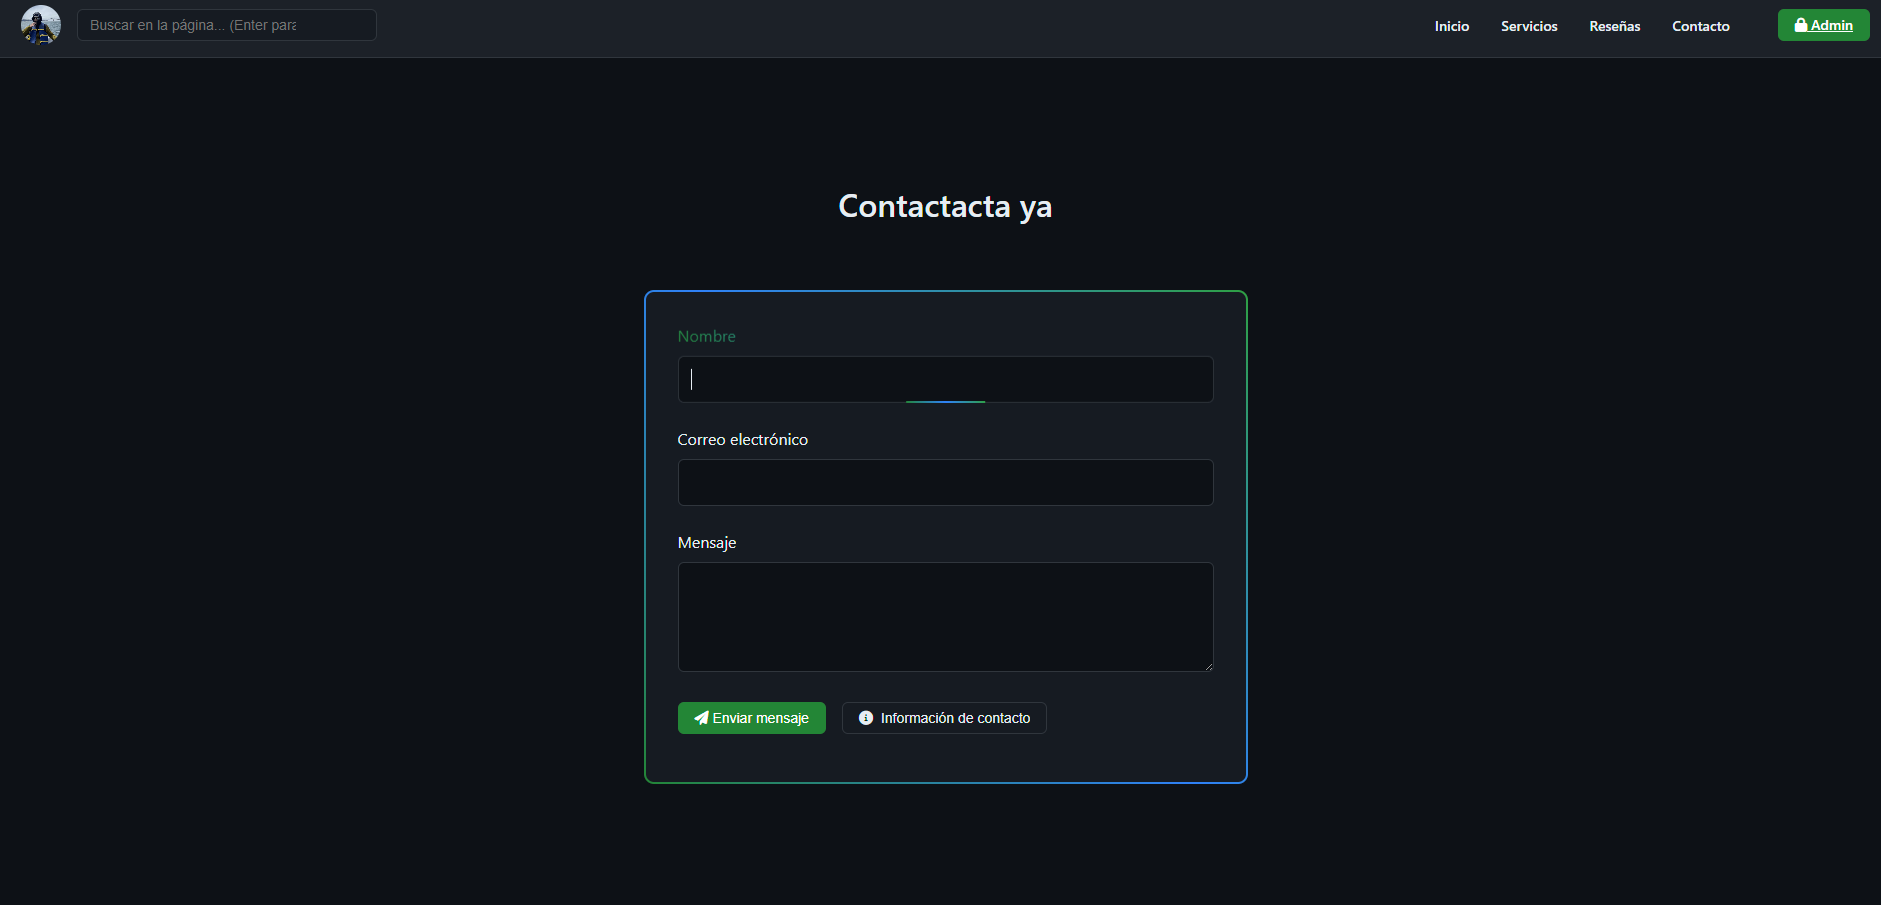 Buscar en la página... (Enter para
Inicio
Servicios
Reseñas
Contacto
Admin
Contactacta ya
Nombre
Correo electrónico
Mensaje
Enviar mensaje
Información de contacto